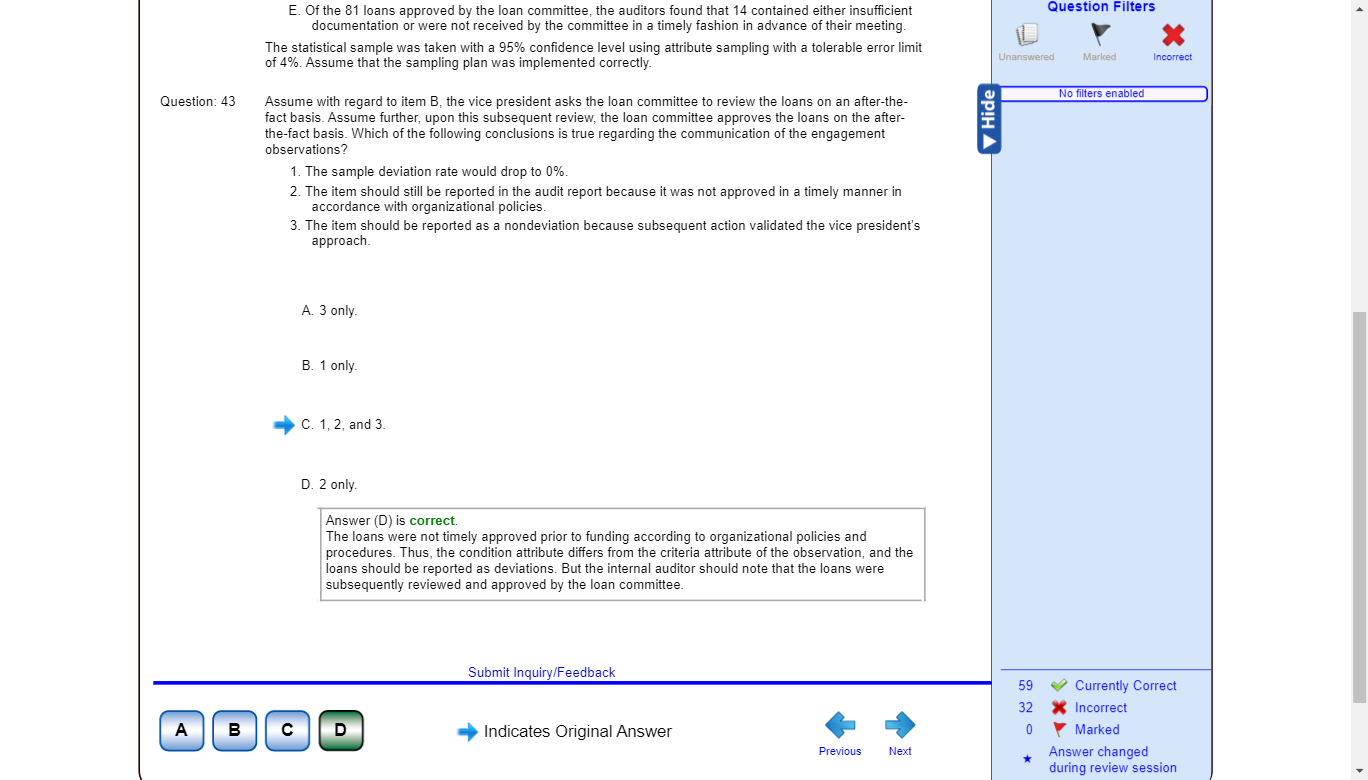 E. Of the 81 loans approved by the loan committee, the auditors found that 14 contained either insufficient
documentation or were not received by the committee in a timely fashion in advance of their meeting.
The statistical sample was taken with a 95% confidence level using attribute sampling with a tolerable error limit
of 4%. Assume that the sampling plan was implemented correctly.
Question: 43
Assume with regard to item B, the vice president asks the loan committee to review the loans on an after-the-
fact basis. Assume further, upon this subsequent review, the loan committee approves the loans on the after-
the-fact basis. Which of the following conclusions is true regarding the communication of the engagement
observations?
1. The sample deviation rate would drop to 0%.
2. The item should still be reported in the audit report because it was not approved in a timely manner in
accordance with organizational policies.
3. The item should be reported as a nondeviation because subsequent action validated the vice president's
approach.
A. 3 only.
B. 1 only.
C. 1, 2, and 3.
D. 2 only.
Answer (D) is correct.
The loans were not timely approved prior to funding according to organizational policies and
procedures. Thus, the condition attribute differs from the criteria attribute of the observation, and the
loans should be reported as deviations. But the internal auditor should note that the loans were
subsequently reviewed and approved by the loan committee.
Submit Inquiry/Feedback
A B C D
Indicates Original Answer
Previous
Next
Question Filters
Unanswered
Marked
Incorrect
No filters enabled
Hide
59 Currently Correct
32 Incorrect
0 Marked
Answer changed
during review session